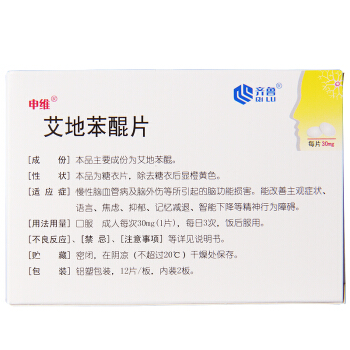 申维®
齐鲁®
QI LU
艾地苯醌片
每片30mg
[成 份] 本品主要成份为艾地苯醌。
[性 状] 本品为糖衣片，除去糖衣后显橙黄色。
[适 应 症] 慢性脑血管病及脑外伤等所引起的脑功能损害。能改善主观症状、
语言、焦虑、抑郁、记忆减退、智能下降等精神行为障碍。
[用法用量] 口服 成人每次30mg(1片)，每日3次，饭后服用。
[不良反应]、[禁 忌]、[注意事项] 等详见说明书。
[贮 藏] 密闭，在阴凉（不超过20℃）干燥处保存。
[包 装] 铝塑包装，12片/板，内装2板。